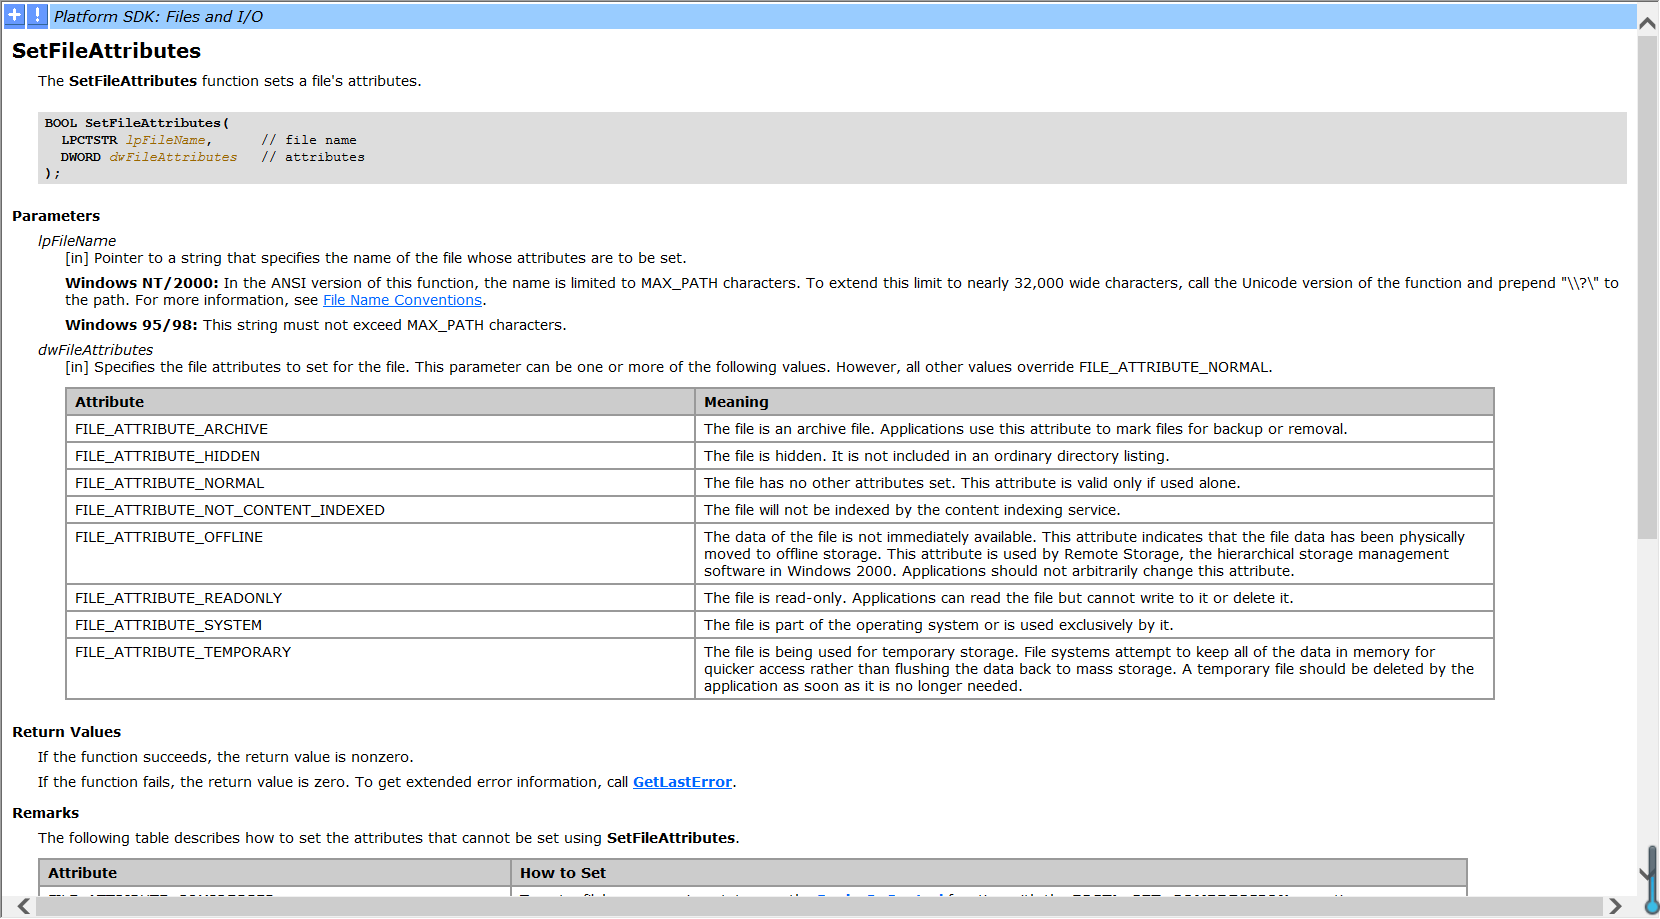 Platform SDK: Files and I/O
SetFileAttributes
The SetFileAttributes function sets a file's attributes.
BOOL SetFileAttributes(
  LPCTSTR lpFileName,      // file name
  DWORD dwFileAttributes   // attributes
);
Parameters
lpFileName
[in] Pointer to a string that specifies the name of the file whose attributes are to be set.
Windows NT/2000: In the ANSI version of this function, the name is limited to MAX_PATH characters. To extend this limit to nearly 32,000 wide characters, call the Unicode version of the function and prepend "\\?\" to
the path. For more information, see File Name Conventions.
Windows 95/98: This string must not exceed MAX_PATH characters.
dwFileAttributes
[in] Specifies the file attributes to set for the file. This parameter can be one or more of the following values. However, all other values override FILE_ATTRIBUTE_NORMAL.
Attribute Meaning
FILE_ATTRIBUTE_ARCHIVE The file is an archive file. Applications use this attribute to mark files for backup or removal.
FILE_ATTRIBUTE_HIDDEN The file is hidden. It is not included in an ordinary directory listing.
FILE_ATTRIBUTE_NORMAL The file has no other attributes set. This attribute is valid only if used alone.
FILE_ATTRIBUTE_NOT_CONTENT_INDEXED The file will not be indexed by the content indexing service.
FILE_ATTRIBUTE_OFFLINE The data of the file is not immediately available. This attribute indicates that the file data has been physically
moved to offline storage. This attribute is used by Remote Storage, the hierarchical storage management
software in Windows 2000. Applications should not arbitrarily change this attribute.
FILE_ATTRIBUTE_READONLY The file is read-only. Applications can read the file but cannot write to it or delete it.
FILE_ATTRIBUTE_SYSTEM The file is part of the operating system or is used exclusively by it.
FILE_ATTRIBUTE_TEMPORARY The file is being used for temporary storage. File systems attempt to keep all of the data in memory for
quicker access rather than flushing the data back to mass storage. A temporary file should be deleted by the
application as soon as it is no longer needed.
Return Values
If the function succeeds, the return value is nonzero.
If the function fails, the return value is zero. To get extended error information, call GetLastError.
Remarks
The following table describes how to set the attributes that cannot be set using SetFileAttributes.
Attribute How to Set